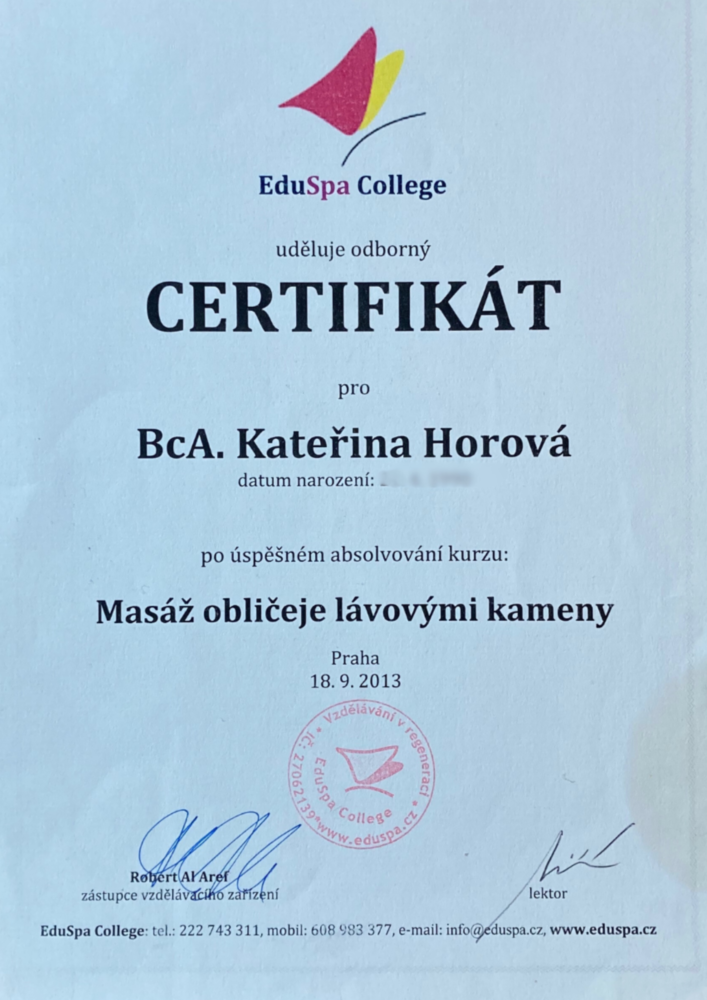 EduSpa College
uděluje odborný
CERTIFIKÁT
pro
BcA. Kateřina Horová
datum narození:
po úspěšném absolvování kurzu:
Masáž obličeje lávovými kameny
Praha
18. 9. 2013
Vzdělávání v regeneraci * www.eduspa.cz * IČ: 27062139 *
EduSpa College
Robert Al Aref
zástupce vzdělávacího zařízení
lektor
EduSpa College: tel.: 222 743 311, mobil: 608 983 377, e-mail: info@eduspa.cz, www.eduspa.cz